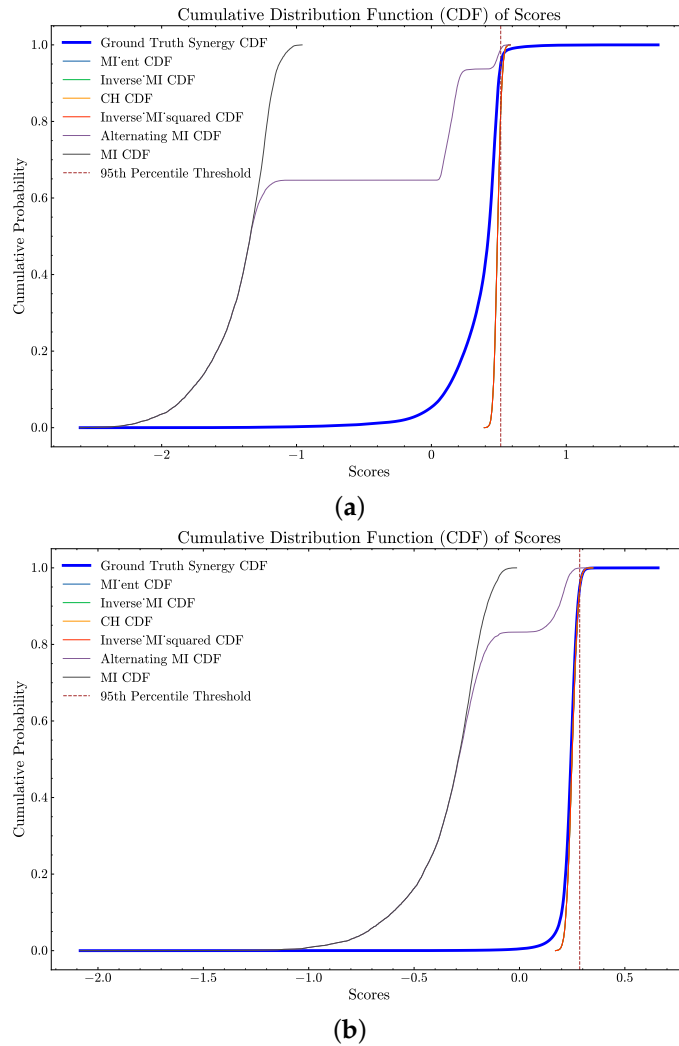 Cumulative Distribution Function (CDF) of Scores
1.0
0.8
0.6
0.4
0.2
0.0
Cumulative Probability
Ground Truth Synergy CDF
MI˙ent CDF
Inverse˙MI CDF
CH CDF
Inverse˙MI˙squared CDF
Alternating MI CDF
MI CDF
95th Percentile Threshold
−2 −1 0 1
Scores
(a)
Cumulative Distribution Function (CDF) of Scores
1.0
0.8
0.6
0.4
0.2
0.0
Cumulative Probability
Ground Truth Synergy CDF
MI˙ent CDF
Inverse˙MI CDF
CH CDF
Inverse˙MI˙squared CDF
Alternating MI CDF
MI CDF
95th Percentile Threshold
−2.0 −1.5 −1.0 −0.5 0.0 0.5
Scores
(b)